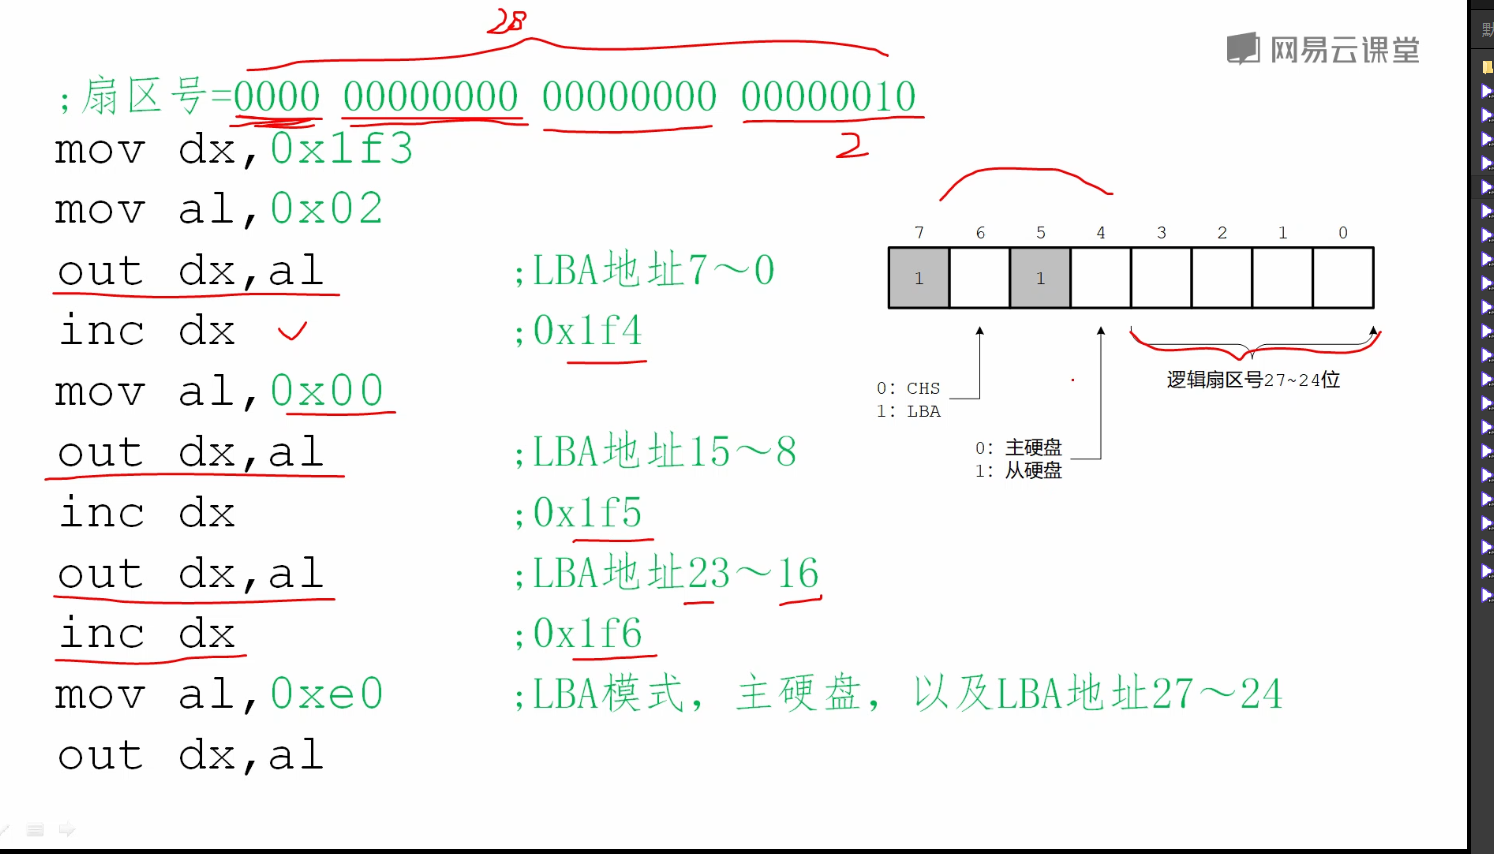 28
网易云课堂
;扇区号=0000 00000000 00000000 00000010
2
mov dx,0x1f3
mov al,0x02
out dx,al ;LBA地址7～0
inc dx ;0x1f4
mov al,0x00
out dx,al ;LBA地址15～8
inc dx ;0x1f5
out dx,al ;LBA地址23～16
inc dx ;0x1f6
mov al,0xe0 ;LBA模式，主硬盘，以及LBA地址27～24
out dx,al
7 6 5 4 3 2 1 0
1 1
逻辑扇区号27~24位
0: CHS
1: LBA
0: 主硬盘
1: 从硬盘